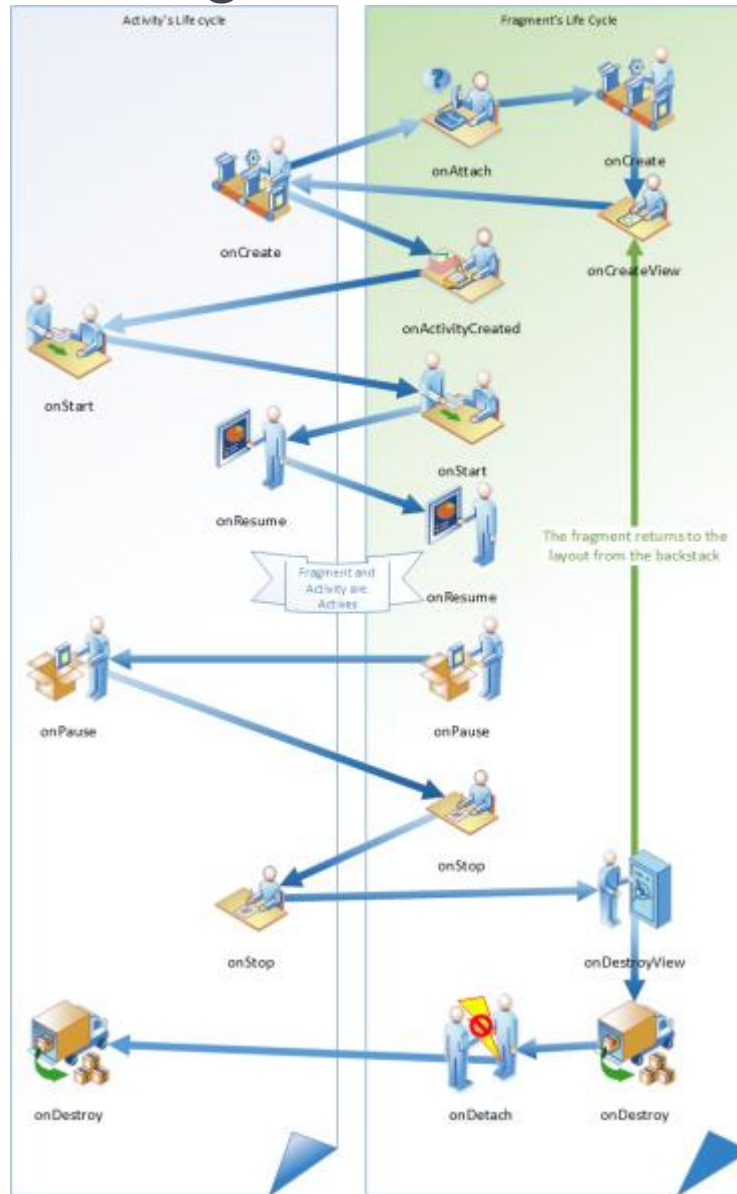 Activity's Life cycle
Fragment's Life Cycle
onAttach
onCreate
onCreate
onCreateView
onActivityCreated
onStart
onStart
onResume
The fragment returns to the
layout from the backstack
Fragment and
Activity are
Actives
onResume
onPause
onPause
onStop
onStop
onDestroyView
onDestroy
onDetach
onDestroy